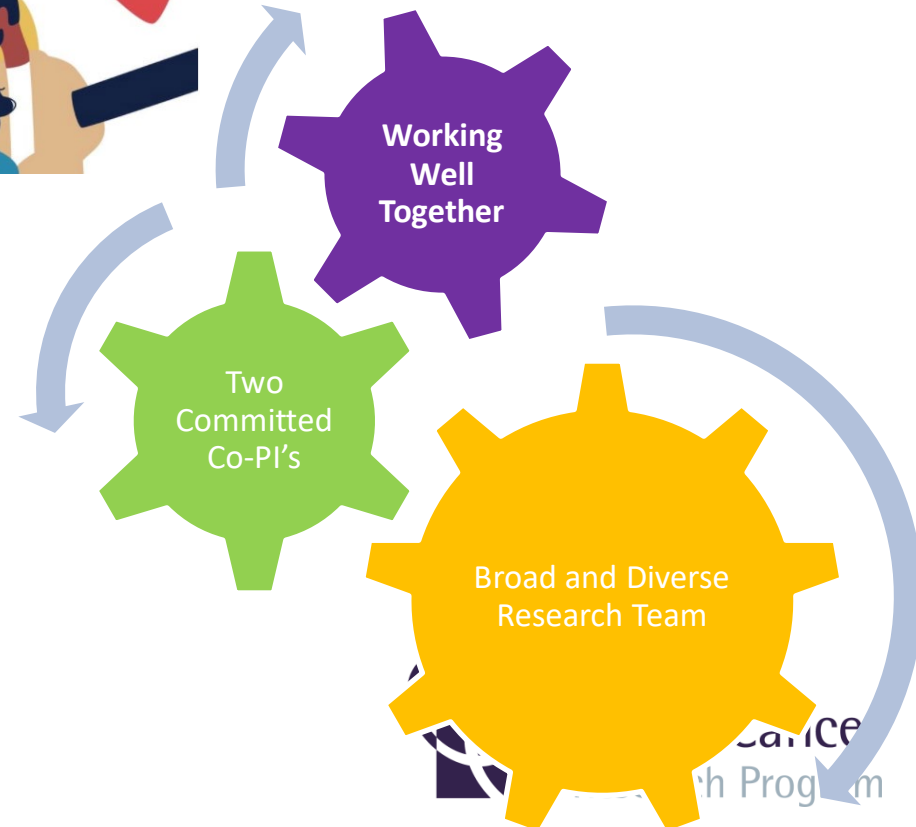 Working
Well
Together
Two
Committed
Co-PI's
Broad and Diverse
Research Team